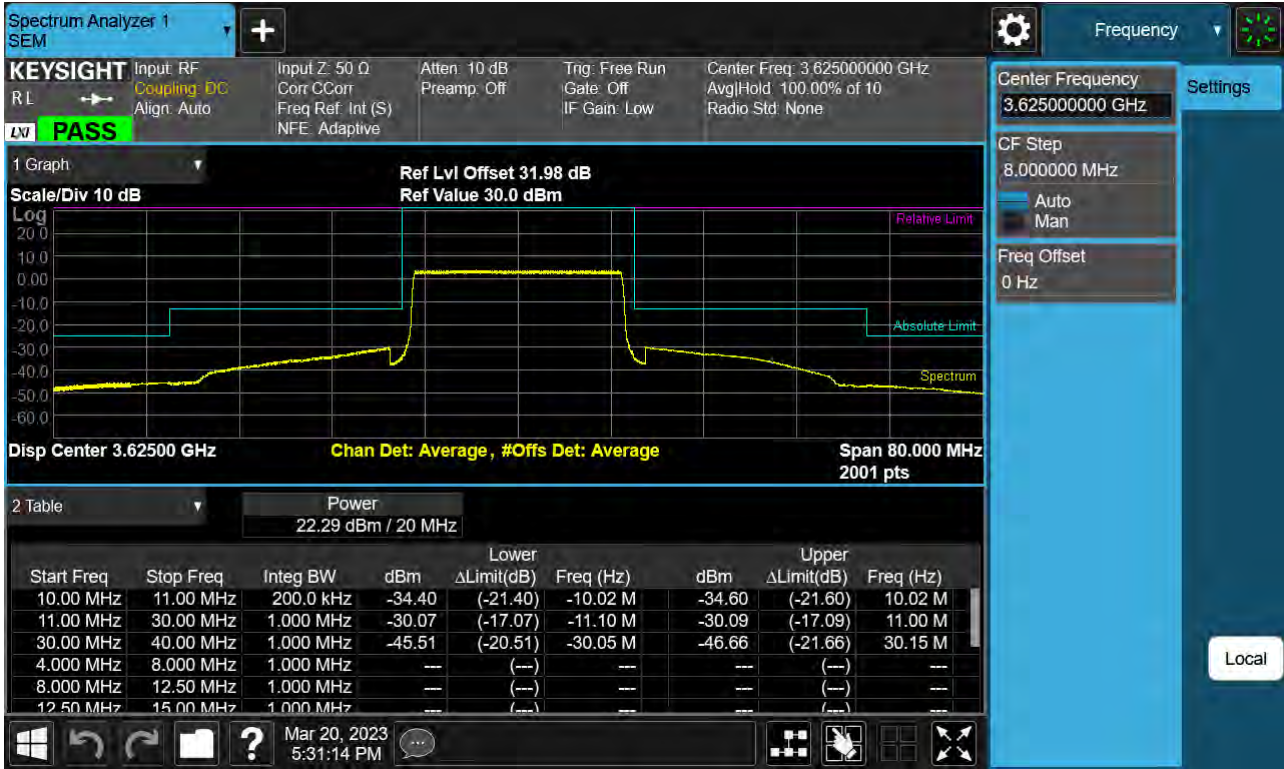 Spectrum Analyzer 1
SEM
Frequency
KEYSIGHT
RL
LXI
PASS
Input: RF
Coupling: DC
Align: Auto
Input Z: 50 Ω
Corr CCorr
Freq Ref: Int (S)
NFE: Adaptive
Atten: 10 dB
Preamp: Off
Trig: Free Run
Gate: Off
IF Gain: Low
Center Freq: 3.625000000 GHz
Avg|Hold: 100.00% of 10
Radio Std: None
Center Frequency
3.625000000 GHz
Settings
CF Step
8.000000 MHz
Auto
Man
Freq Offset
0 Hz
Local
1 Graph
Scale/Div 10 dB
Ref Lvl Offset 31.98 dB
Ref Value 30.0 dBm
Log
20.0
10.0
0.00
-10.0
-20.0
-30.0
-40.0
-50.0
-60.0
Relative Limit
Absolute Limit
Spectrum
Disp Center 3.62500 GHz
Chan Det: Average, #Offs Det: Average
Span 80.000 MHz
2001 pts
2 Table
Power
22.29 dBm / 20 MHz
Lower Upper
Start Freq Stop Freq Integ BW dBm ΔLimit(dB) Freq (Hz) dBm ΔLimit(dB) Freq (Hz)
10.00 MHz 11.00 MHz 200.0 kHz -34.40 (-21.40) -10.02 M -34.60 (-21.60) 10.02 M
11.00 MHz 30.00 MHz 1.000 MHz -30.07 (-17.07) -11.10 M -30.09 (-17.09) 11.00 M
30.00 MHz 40.00 MHz 1.000 MHz -45.51 (-20.51) -30.05 M -46.66 (-21.66) 30.15 M
4.000 MHz 8.000 MHz 1.000 MHz --- (---) --- --- (---) ---
8.000 MHz 12.50 MHz 1.000 MHz --- (---) --- --- (---) ---
12.50 MHz 15.00 MHz 1.000 MHz --- (---) --- --- (---) ---
?
Mar 20, 2023
5:31:14 PM